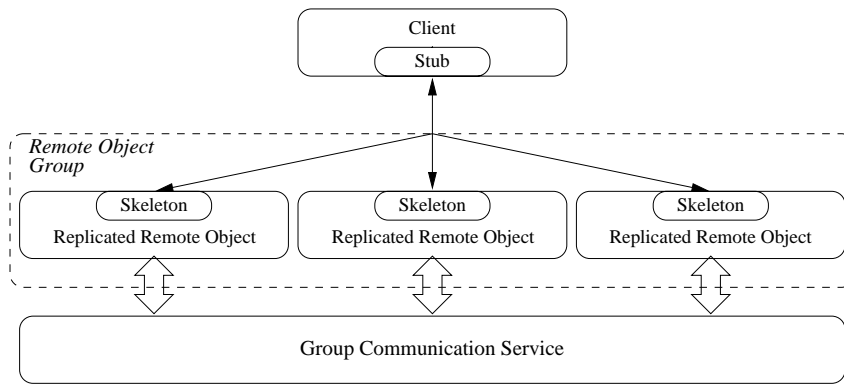 Client
Stub
Remote Object
Group
Skeleton
Skeleton
Skeleton
Replicated Remote Object
Replicated Remote Object
Replicated Remote Object
Group Communication Service